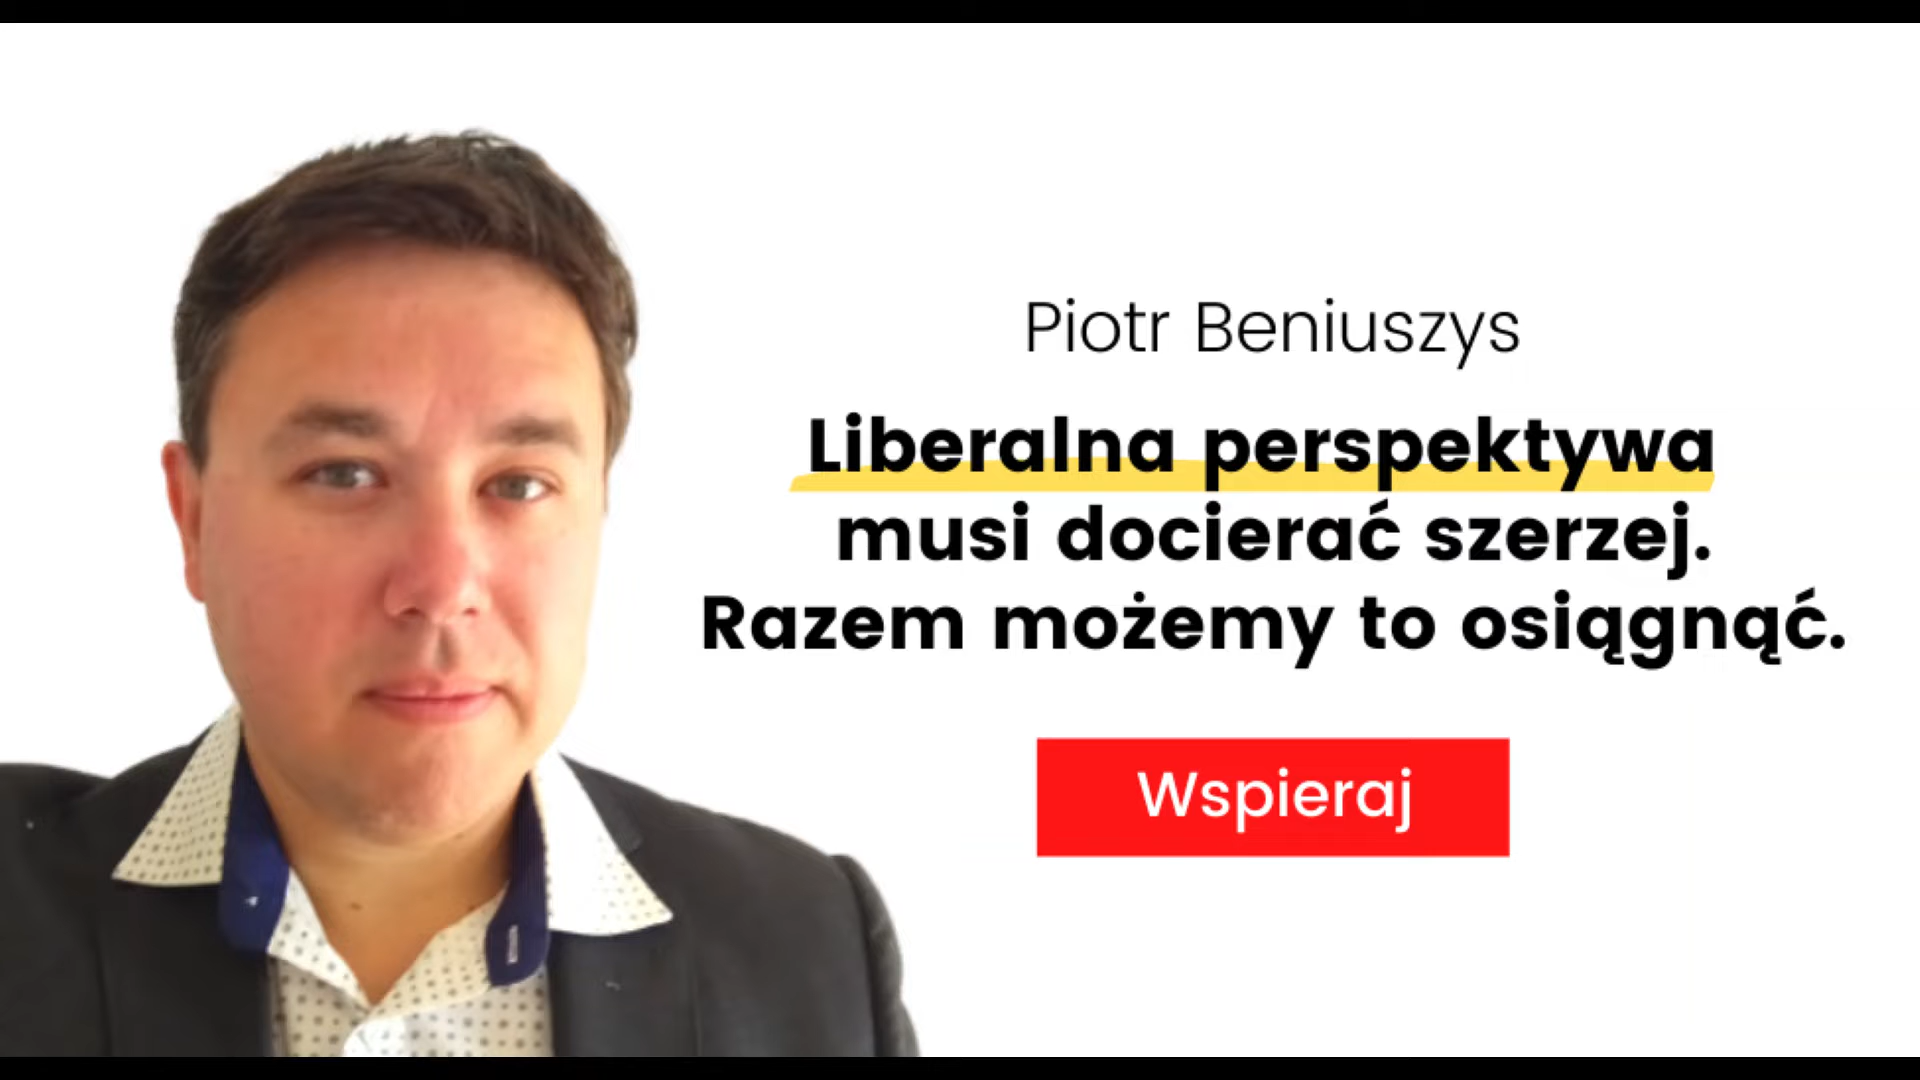 Piotr Beniuszys
Liberalna perspektywa
musi docierać szerzej.
Razem możemy to osiągnąć.
Wspieraj